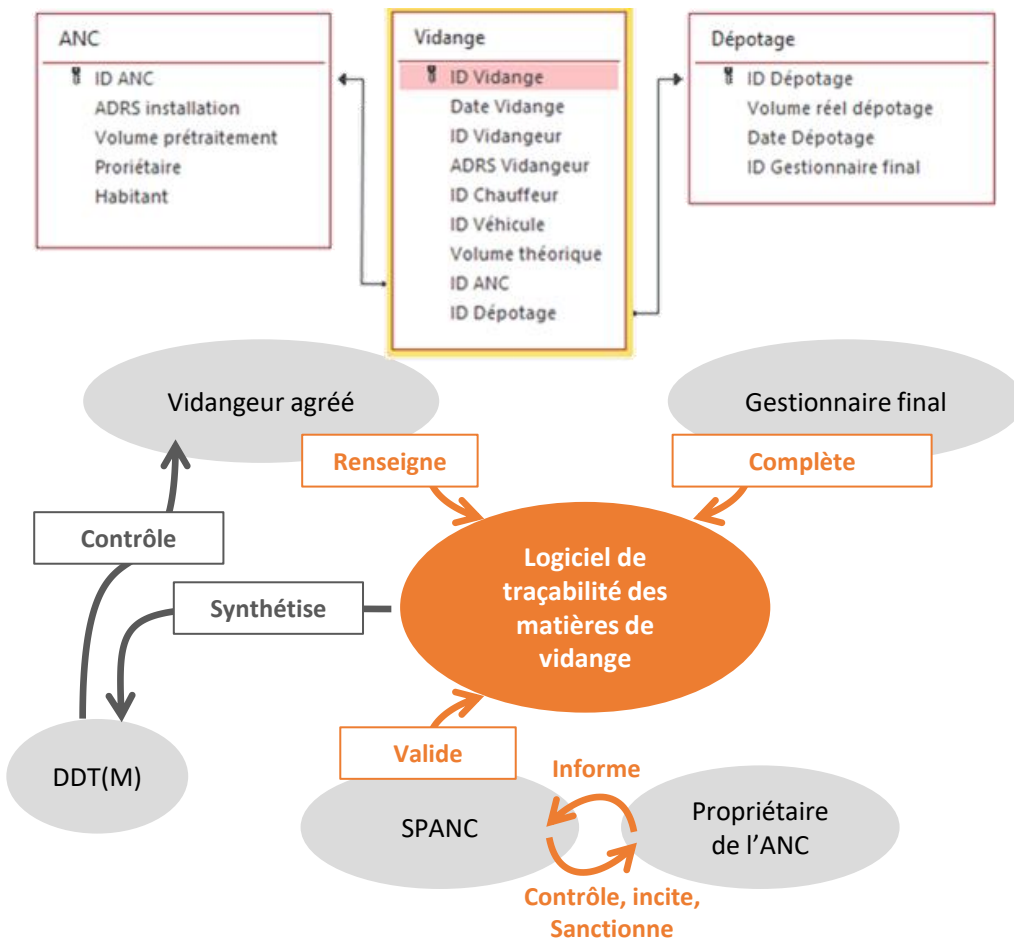 ANC
ID ANC
ADRS installation
Volume prétraitement
Proriétaire
Habitant
Vidange
ID Vidange
Date Vidange
ID Vidangeur
ADRS Vidangeur
ID Chauffeur
ID Véhicule
Volume théorique
ID ANC
ID Dépotage
Dépotage
ID Dépotage
Volume réel dépotage
Date Dépotage
ID Gestionnaire final
Vidangeur agréé
Gestionnaire final
Renseigne
Complète
Contrôle
Synthétise
Logiciel de
traçabilité des
matières de
vidange
DDT(M)
Valide
SPANC
Informe
Propriétaire
de l’ANC
Contrôle, incite,
Sanctionne